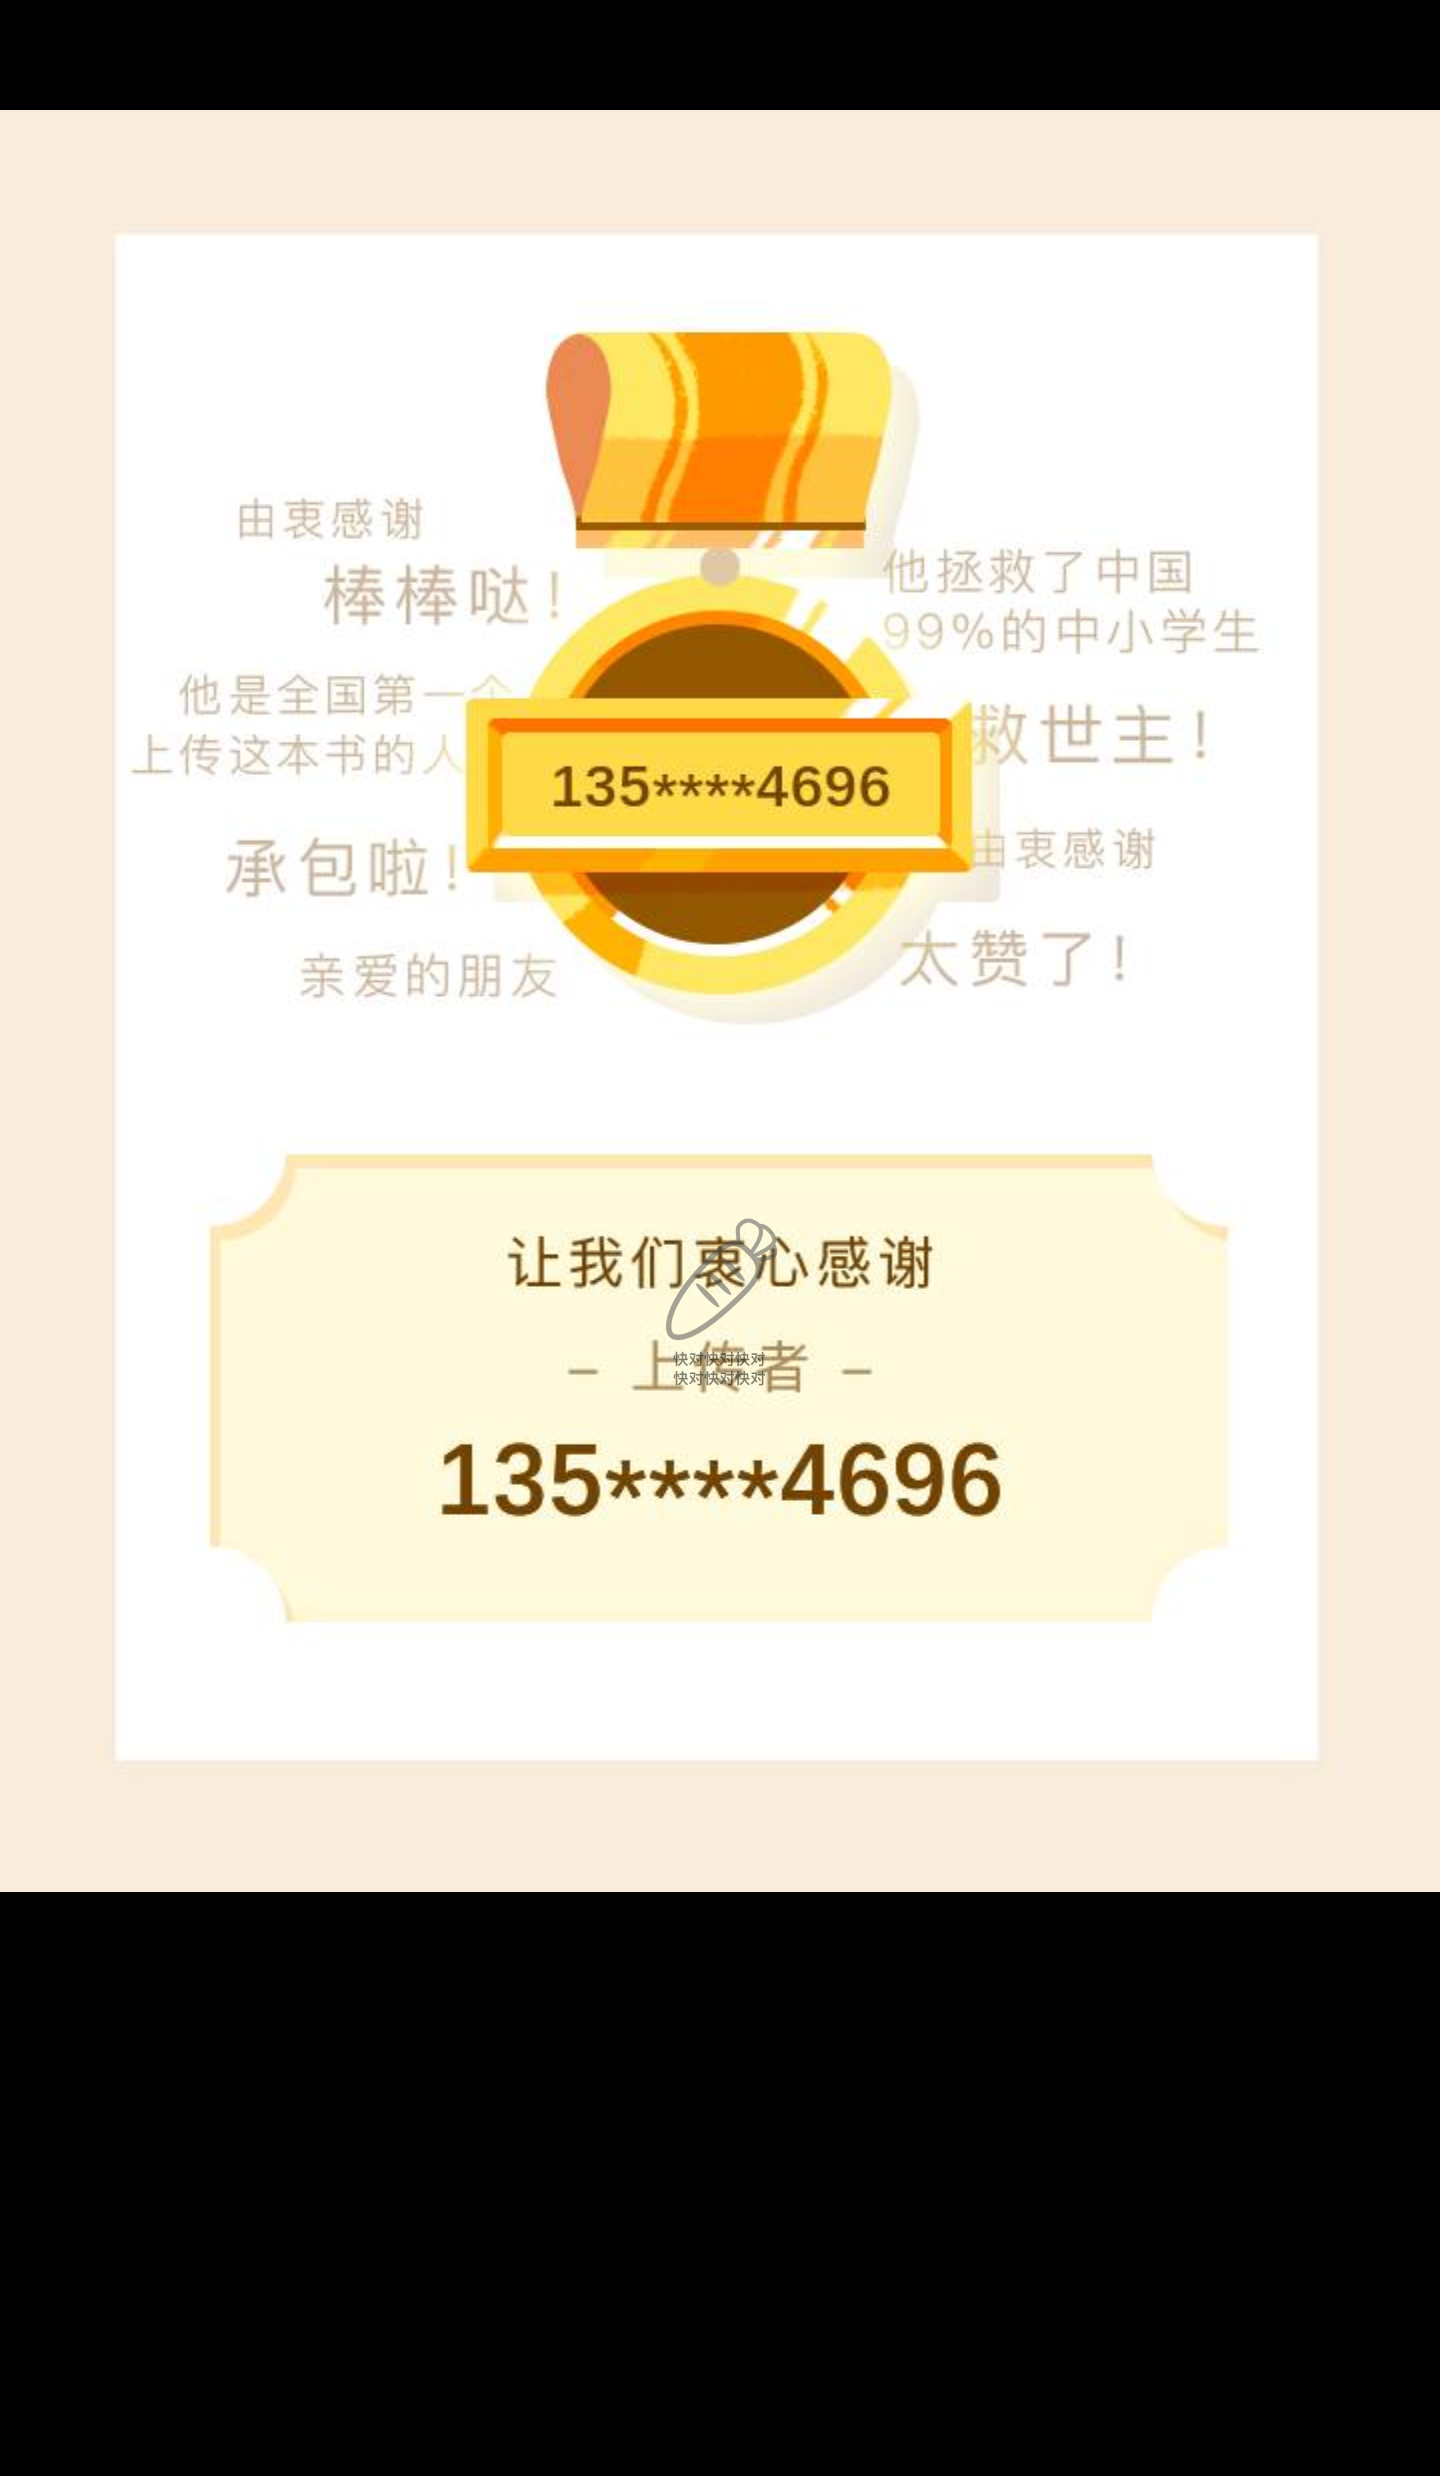 由衷感谢
棒棒哒!
他是全国第一个
上传这本书的人
承包啦!
亲爱的朋友
他拯救了中国
99%的中小学生
救世主!
由衷感谢
太赞了!
135****4696
让我们衷心感谢
- 上传者 -
快对快对快对
快对快对快对
135****4696